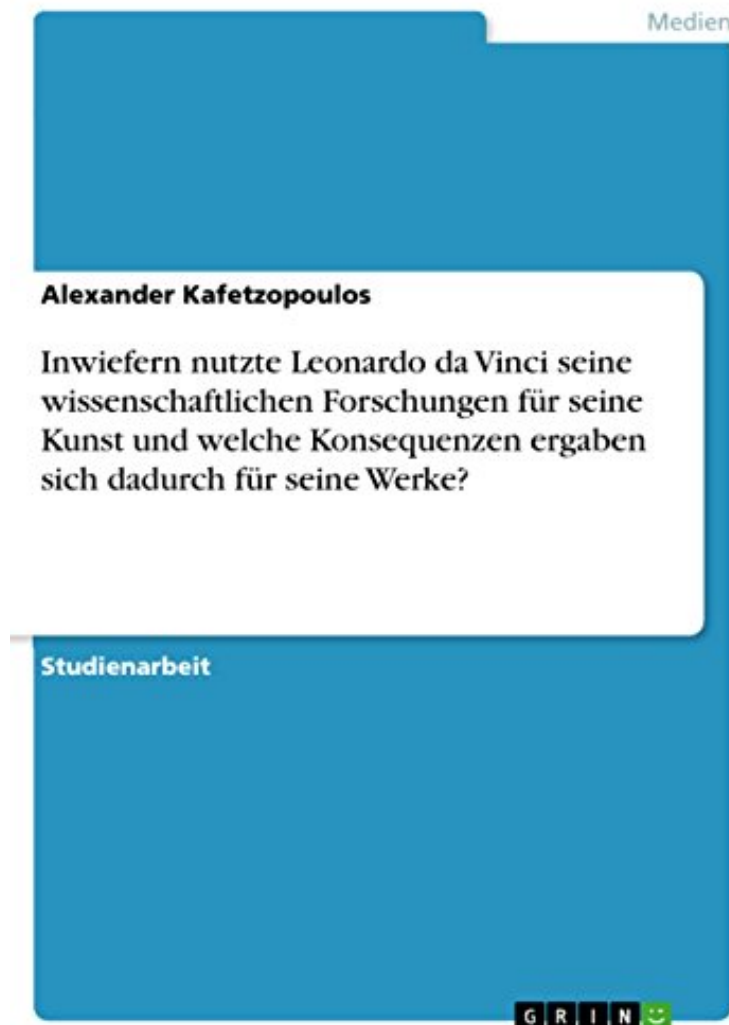 Medien
Alexander Kafetzopoulos
Inwiefern nutzte Leonardo da Vinci seine
wissenschaftlichen Forschungen für seine
Kunst und welche Konsequenzen ergaben
sich dadurch für seine Werke?
Studienarbeit
GRIN